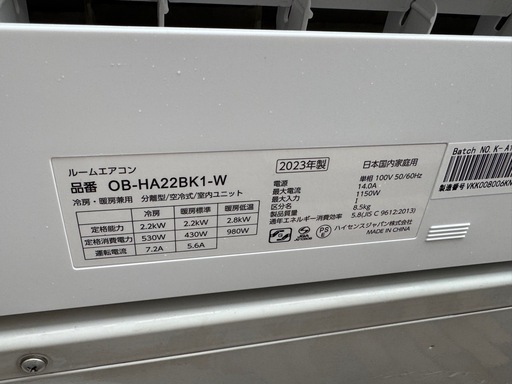 ルームエアコン
品番 OB-HA22BK1-W
冷房・暖房兼用 分離型/空冷式/室内ユニット
冷房 暖房標準 暖房低温
定格能力 2.2kW 2.2kW 2.8kW
定格消費電力 530W 430W 980W
運転電流 7.2A 5.6A
2023年製 日本国内家庭用
電源 単相 100V 50/60Hz
最大電流 14.0A
最大入力 1150W
区分名 I
製品質量 8.5kg
通年エネルギー消費効率 5.8(JIS C 9612:2013)
ハイセンスジャパン株式会社
MADE IN CHINA
Batch NO. K-A
製造番号 VKK008006KN